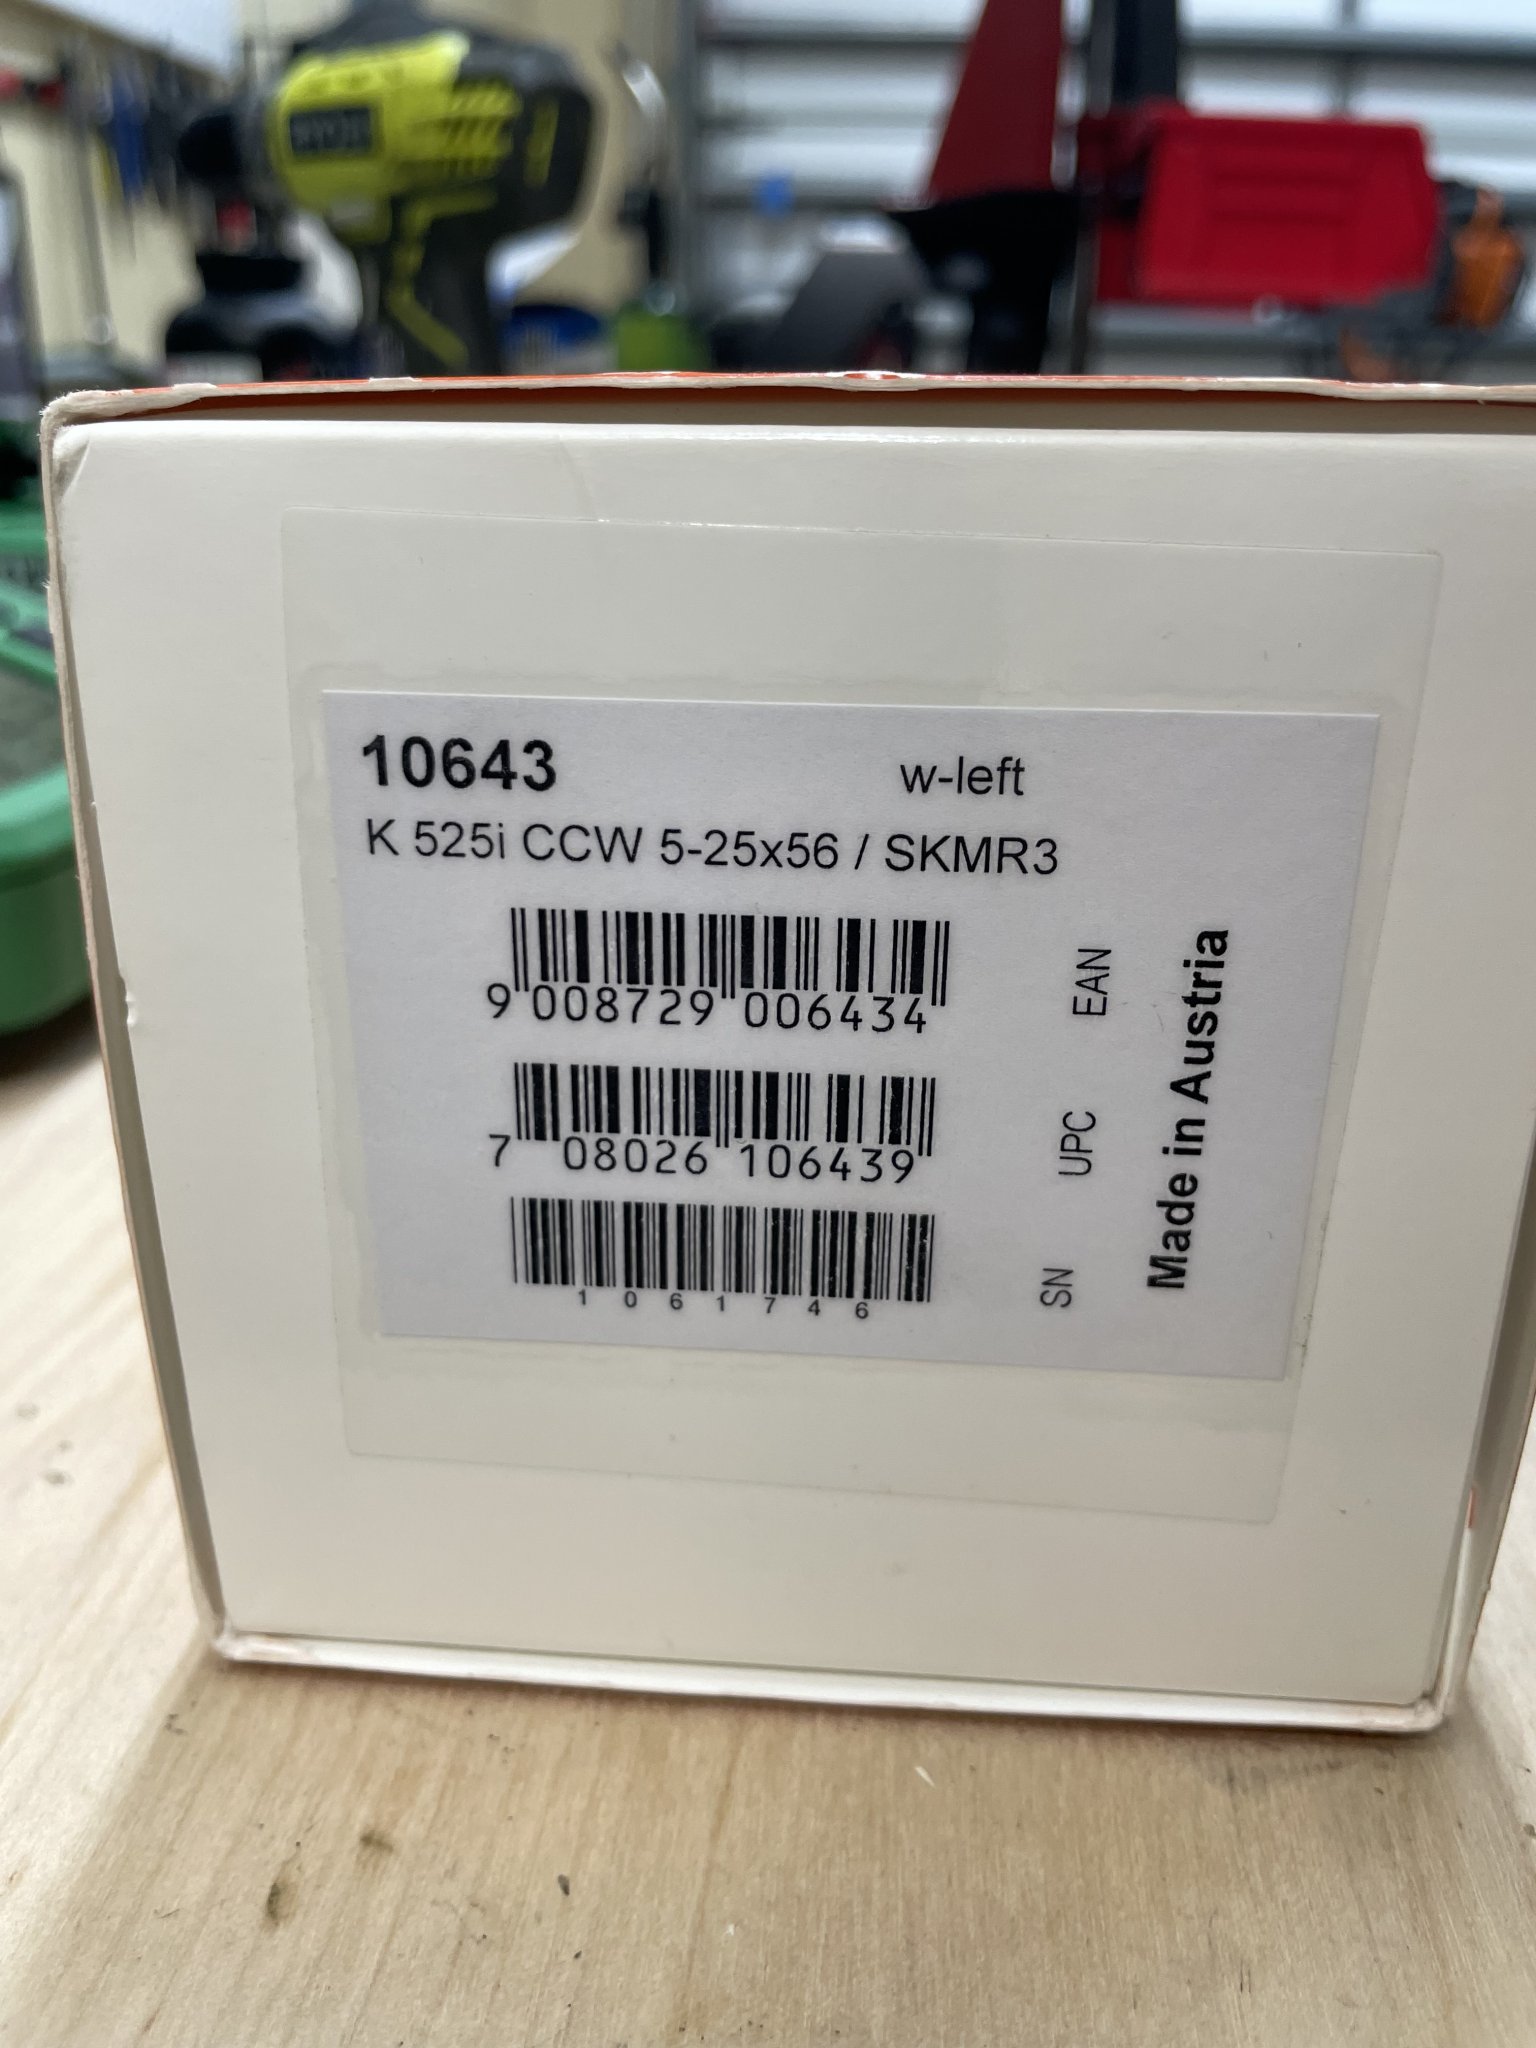 10643 w-left
K 525i CCW 5-25x56 / SKMR3
9 008729 006434 EAN
7 08026 106439 UPC
1061746 SN
Made in Austria